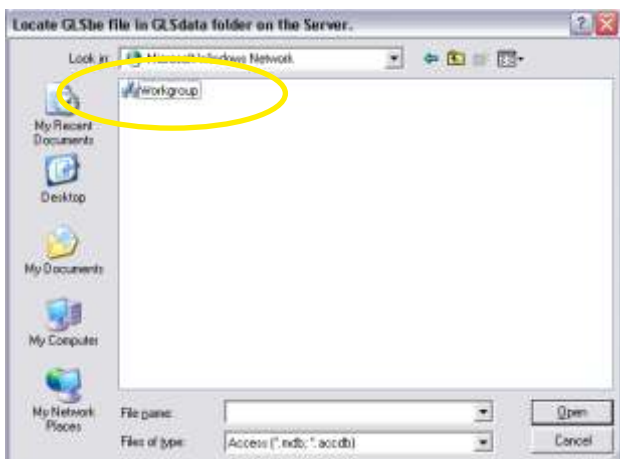 Locate GLSbe file in GLSdata folder on the Server.
Look in:
Microsoft Windows Network
Workgroup
My Recent
Documents
Desktop
My Documents
My Computer
My Network
Places
File name:
Open
Files of type:
Access (*.mdb; *.accdb)
Cancel